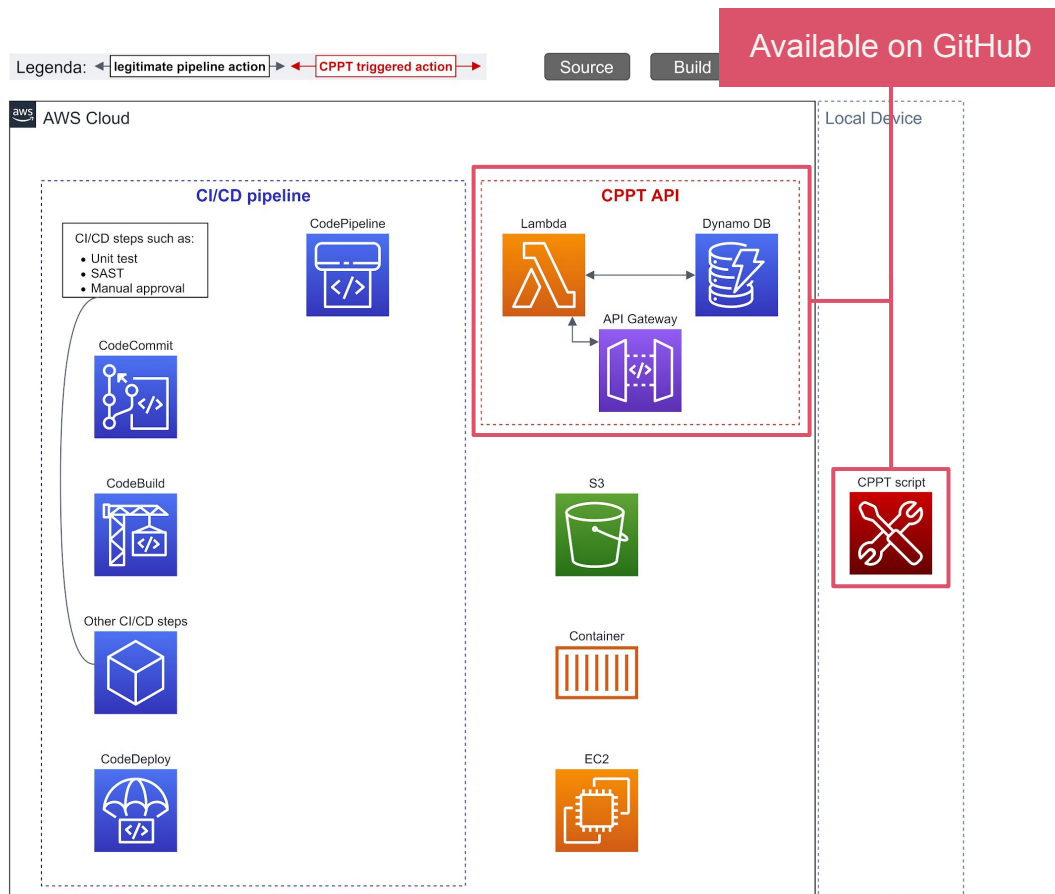 Available on GitHub
Legenda: legitimate pipeline action CPPT triggered action Source Build
aws AWS Cloud
Local Device
CI/CD pipeline
CPPT API
CI/CD steps such as:
• Unit test
• SAST
• Manual approval
CodePipeline
</>
Lambda
Dynamo DB
API Gateway
</>
CodeCommit
</>
CodeBuild
</>
S3
CPPT script
Other CI/CD steps
Container
CodeDeploy
</>
EC2